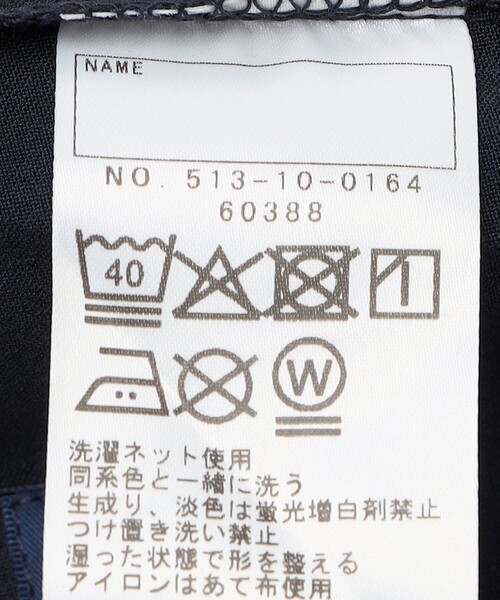 NAME
NO. 513-10-0164
60388
40
W
洗濯ネット使用
同系色と一緒に洗う
生成り、淡色は蛍光増白剤禁止
つけ置き洗い禁止
湿った状態で形を整える
アイロンはあて布使用